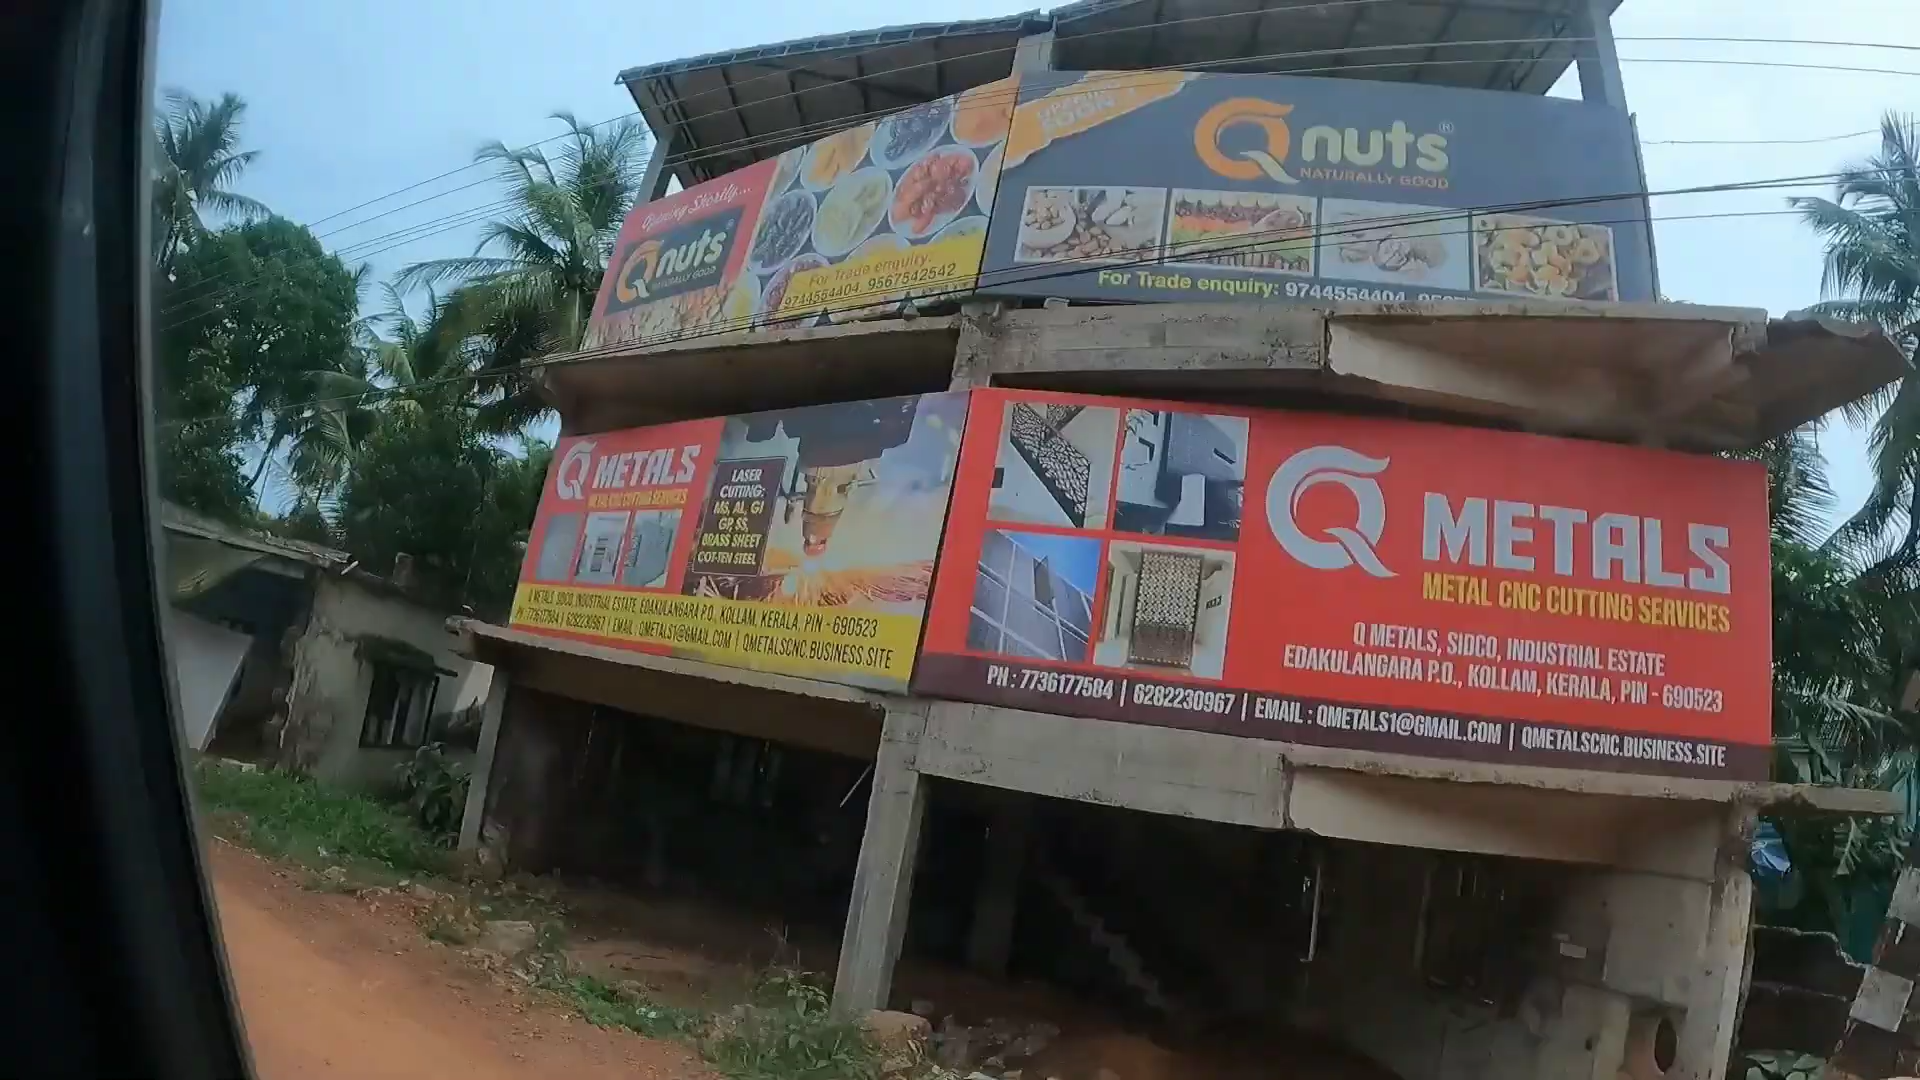 Opening Shortly...
Q nuts
NATURALLY GOOD
For Trade enquiry:
9744554404, 9567542542
OPENING
SOON
Q nuts®
NATURALLY GOOD
For Trade enquiry: 9744554404,
Q METALS
METAL CNC CUTTING SERVICES
LASER
CUTTING:
MS, AL, GI
GP, SS,
BRASS SHEET
COT-TEN STEEL
Q METALS, SIDCO, INDUSTRIAL ESTATE, EDAKULANGARA P.O., KOLLAM, KERALA, PIN - 690523
PH : 7736177584 | 6282230967 | EMAIL : QMETALS1@GMAIL.COM | QMETALSCNC.BUSINESS.SITE
Q METALS
METAL CNC CUTTING SERVICES
Q METALS, SIDCO, INDUSTRIAL ESTATE
EDAKULANGARA P.O., KOLLAM, KERALA, PIN - 690523
PH : 7736177584 | 6282230967 | EMAIL : QMETALS1@GMAIL.COM | QMETALSCNC.BUSINESS.SITE